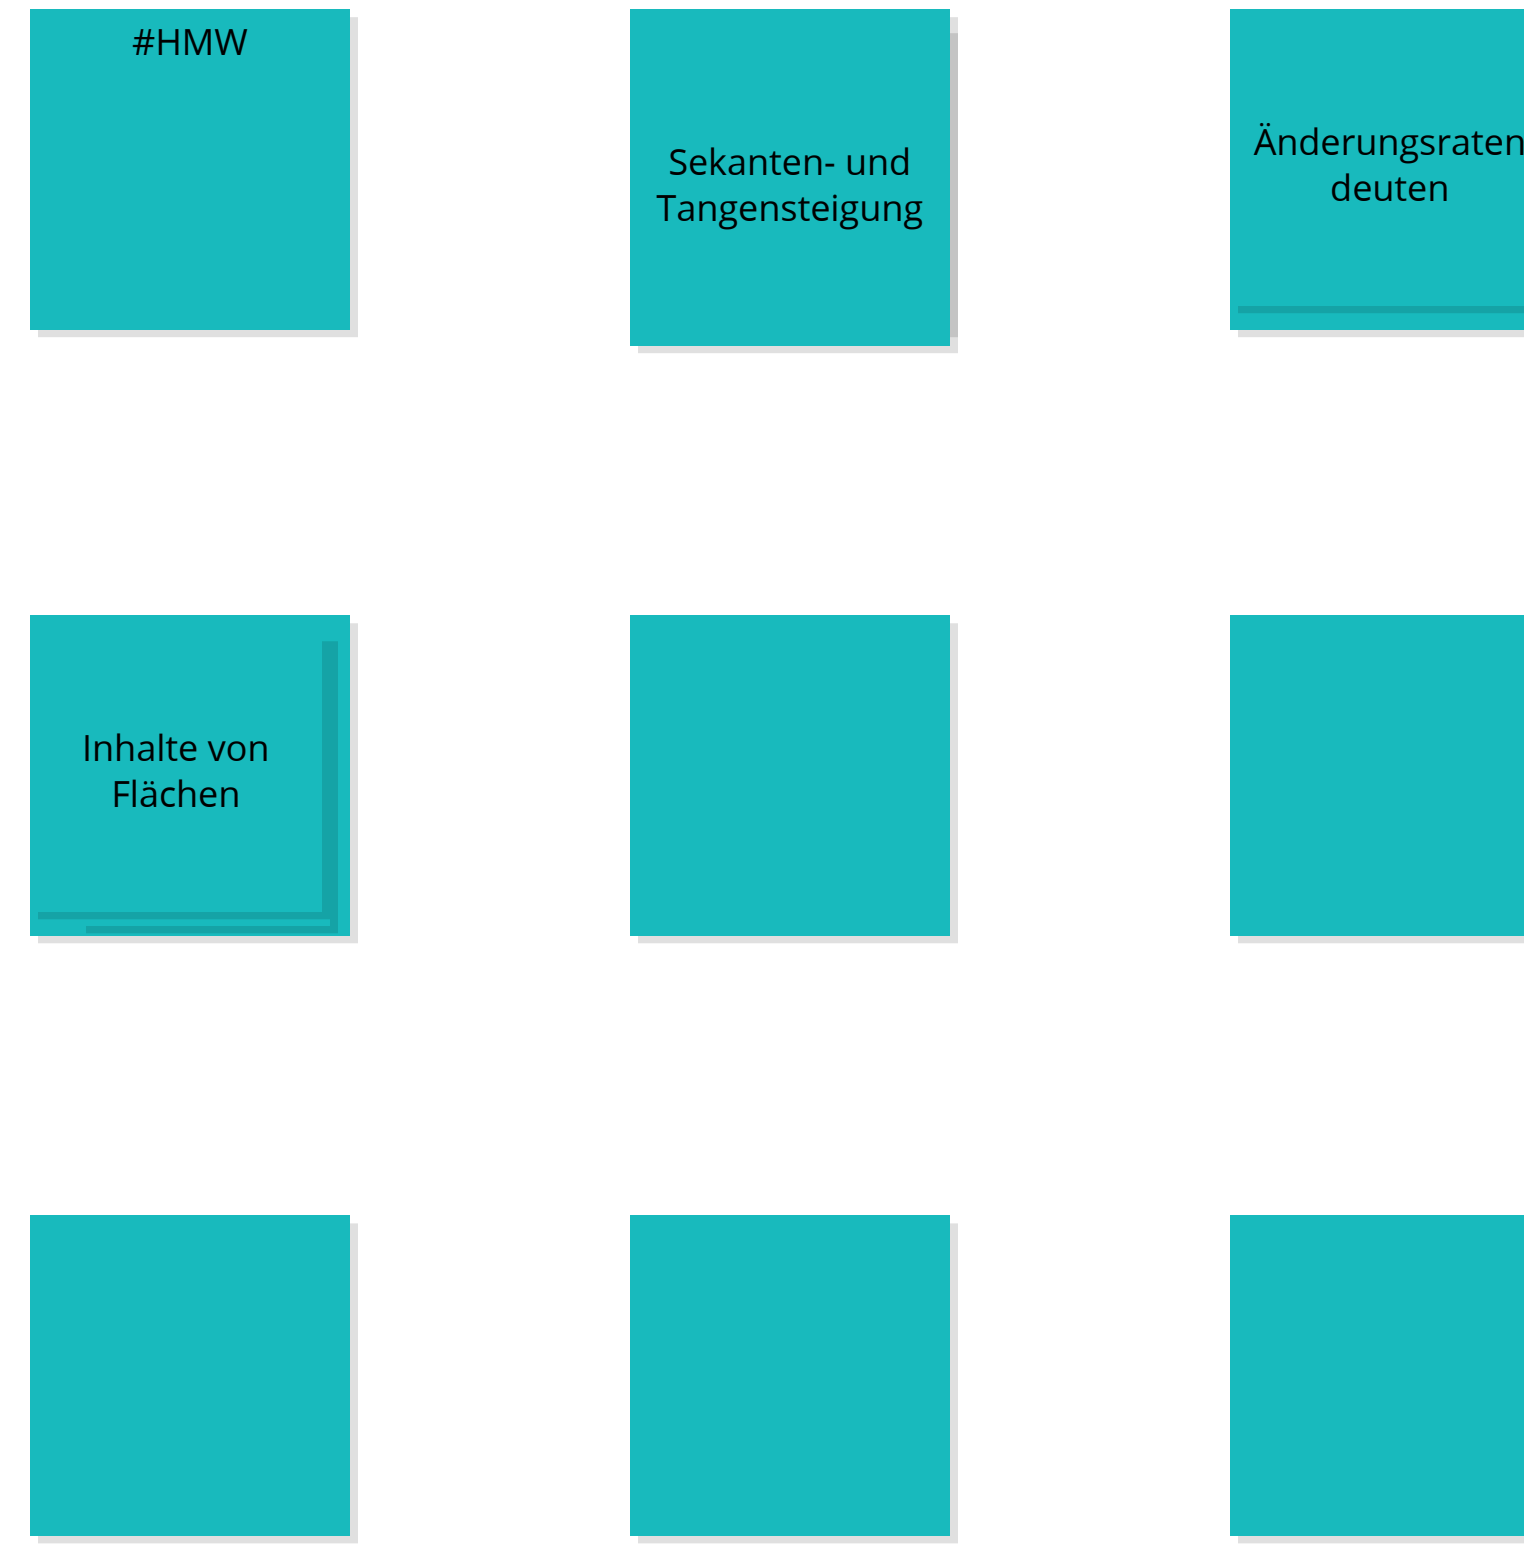 #HMW
Sekanten- und
Tangensteigung
Änderungsraten
deuten
Inhalte von
Flächen